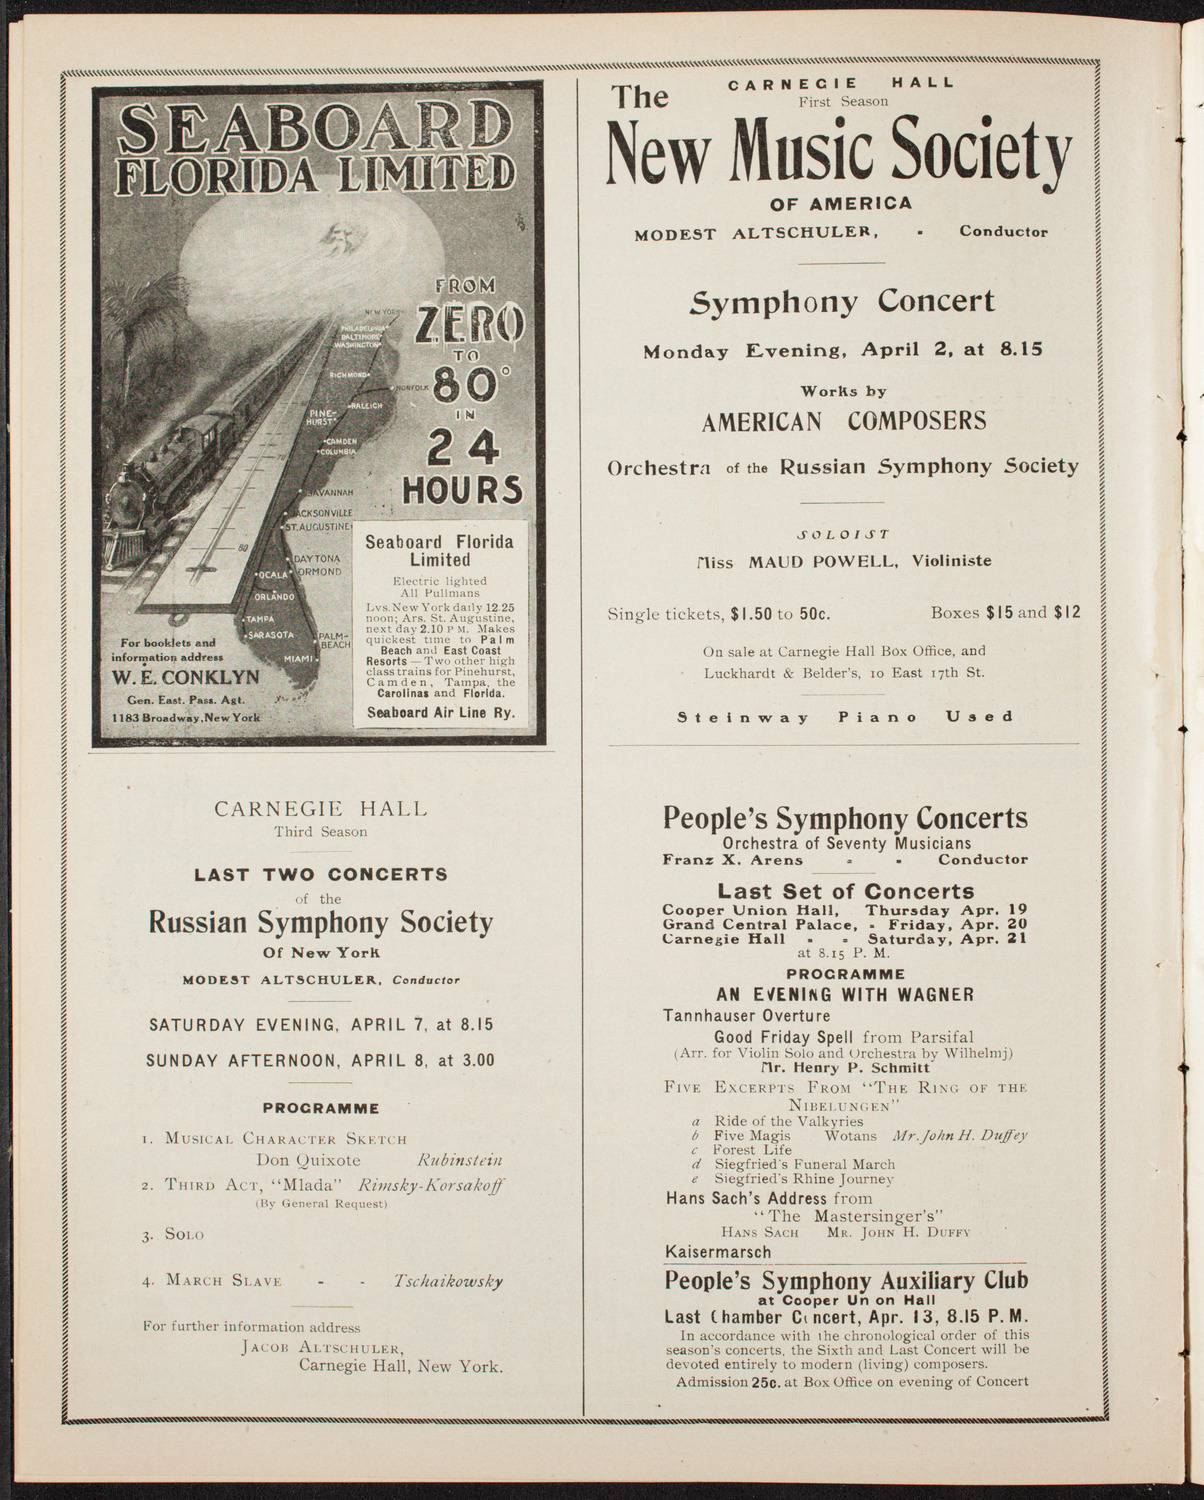 SEABOARD
FLORIDA LIMITED
FROM
ZERO
TO
80°
IN
24
HOURS
NEW YORK
PHILADELPHIA
BALTIMORE
WASHINGTON
RICHMOND
NORFOLK
RALEIGH
PINE-
HURST
CAMDEN
COLUMBIA
SAVANNAH
JACKSONVILLE
ST. AUGUSTINE
DAYTONA
ORMOND
OCALA
ORLANDO
TAMPA
SARASOTA
PALM-
BEACH
MIAMI
80
For booklets and
information address
W. E. CONKLYN
Gen. East. Pass. Agt.
1183 Broadway, New York
Seaboard Florida
Limited
Electric lighted
All Pullmans
Lvs. New York daily 12.25
noon; Ars. St. Augustine,
next day 2.10 P M. Makes
quickest time to Palm
Beach and East Coast
Resorts — Two other high
class trains for Pinehurst,
Camden, Tampa, the
Carolinas and Florida.
Seaboard Air Line Ry.
CARNEGIE HALL
Third Season
LAST TWO CONCERTS
of the
Russian Symphony Society
Of New York
MODEST ALTSCHULER, Conductor
SATURDAY EVENING, APRIL 7, at 8.15
SUNDAY AFTERNOON, APRIL 8, at 3.00
PROGRAMME
1. MUSICAL CHARACTER SKETCH
Don Quixote Rubinstein
2. THIRD ACT, "Mlada" Rimsky-Korsakoff
(By General Request)
3. SOLO
4. MARCH SLAVE - - Tschaikowsky
For further information address
JACOB ALTSCHULER,
Carnegie Hall, New York.
CARNEGIE HALL
First Season
The
New Music Society
OF AMERICA
MODEST ALTSCHULER, - Conductor
Symphony Concert
Monday Evening, April 2, at 8.15
Works by
AMERICAN COMPOSERS
Orchestra of the Russian Symphony Society
SOLOIST
Miss MAUD POWELL, Violiniste
Single tickets, $1.50 to 50c. Boxes $15 and $12
On sale at Carnegie Hall Box Office, and
Luckhardt & Belder's, 10 East 17th St.
Steinway Piano Used
People's Symphony Concerts
Orchestra of Seventy Musicians
Franz X. Arens - - Conductor
Last Set of Concerts
Cooper Union Hall, Thursday Apr. 19
Grand Central Palace, - Friday, Apr. 20
Carnegie Hall - - Saturday, Apr. 21
at 8.15 P. M.
PROGRAMME
AN EVENING WITH WAGNER
Tannhauser Overture
Good Friday Spell from Parsifal
(Arr. for Violin Solo and Orchestra by Wilhelmj)
Mr. Henry P. Schmitt
FIVE EXCERPTS FROM "THE RING OF THE
NIBELUNGEN"
a Ride of the Valkyries
b Five Magis Wotans Mr. John H. Duffey
c Forest Life
d Siegfried's Funeral March
e Siegfried's Rhine Journey
Hans Sach's Address from
"The Mastersinger's"
HANS SACH MR. JOHN H. DUFFY
Kaisermarsch
People's Symphony Auxiliary Club
at Cooper Un on Hall
Last Chamber Concert, Apr. 13, 8.15 P. M.
In accordance with the chronological order of this
season's concerts, the Sixth and Last Concert will be
devoted entirely to modern (living) composers.
Admission 25c. at Box Office on evening of Concert